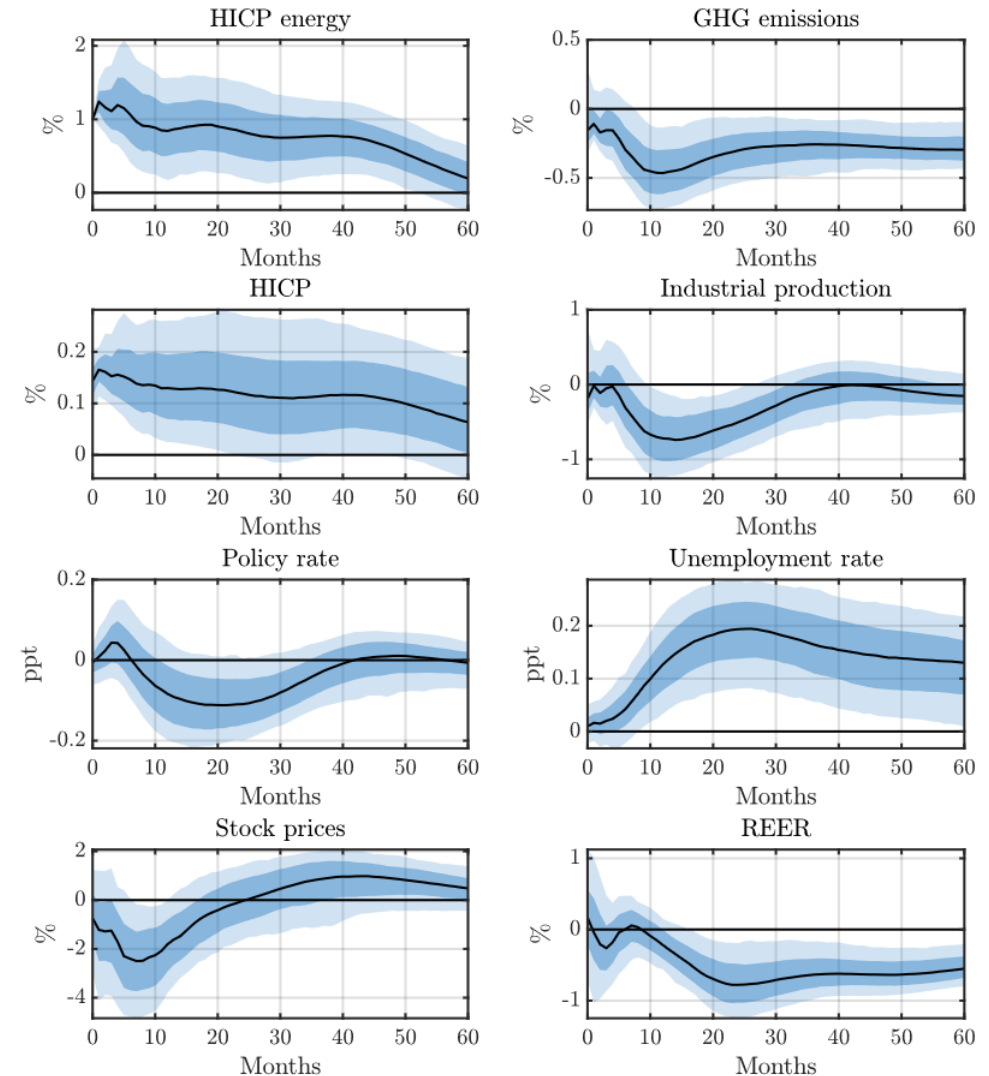 HICP energy
2
1
0
%
0 10 20 30 40 50 60
Months
GHG emissions
0.5
0
-0.5
%
0 10 20 30 40 50 60
Months
HICP
0.2
0.1
0
%
0 10 20 30 40 50 60
Months
Industrial production
1
0
-1
%
0 10 20 30 40 50 60
Months
Policy rate
0.2
0
-0.2
ppt
0 10 20 30 40 50 60
Months
Unemployment rate
0.2
0.1
0
ppt
0 10 20 30 40 50 60
Months
Stock prices
2
0
-2
-4
%
0 10 20 30 40 50 60
Months
REER
1
0
-1
%
0 10 20 30 40 50 60
Months